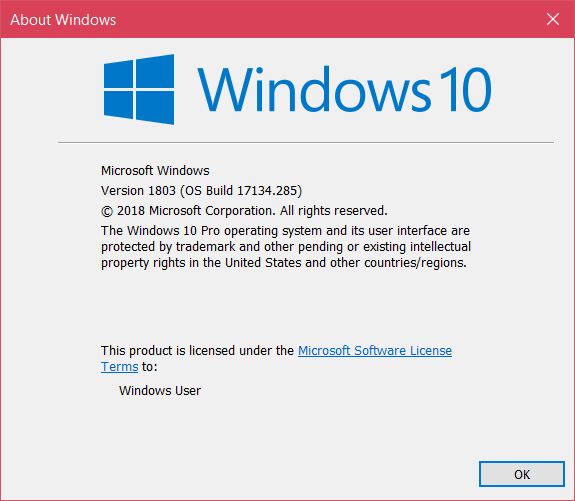 About Windows
Windows 10
Microsoft Windows
Version 1803 (OS Build 17134.285)
© 2018 Microsoft Corporation. All rights reserved.
The Windows 10 Pro operating system and its user interface are
protected by trademark and other pending or existing intellectual
property rights in the United States and other countries/regions.
This product is licensed under the Microsoft Software License
Terms to:
Windows User
OK